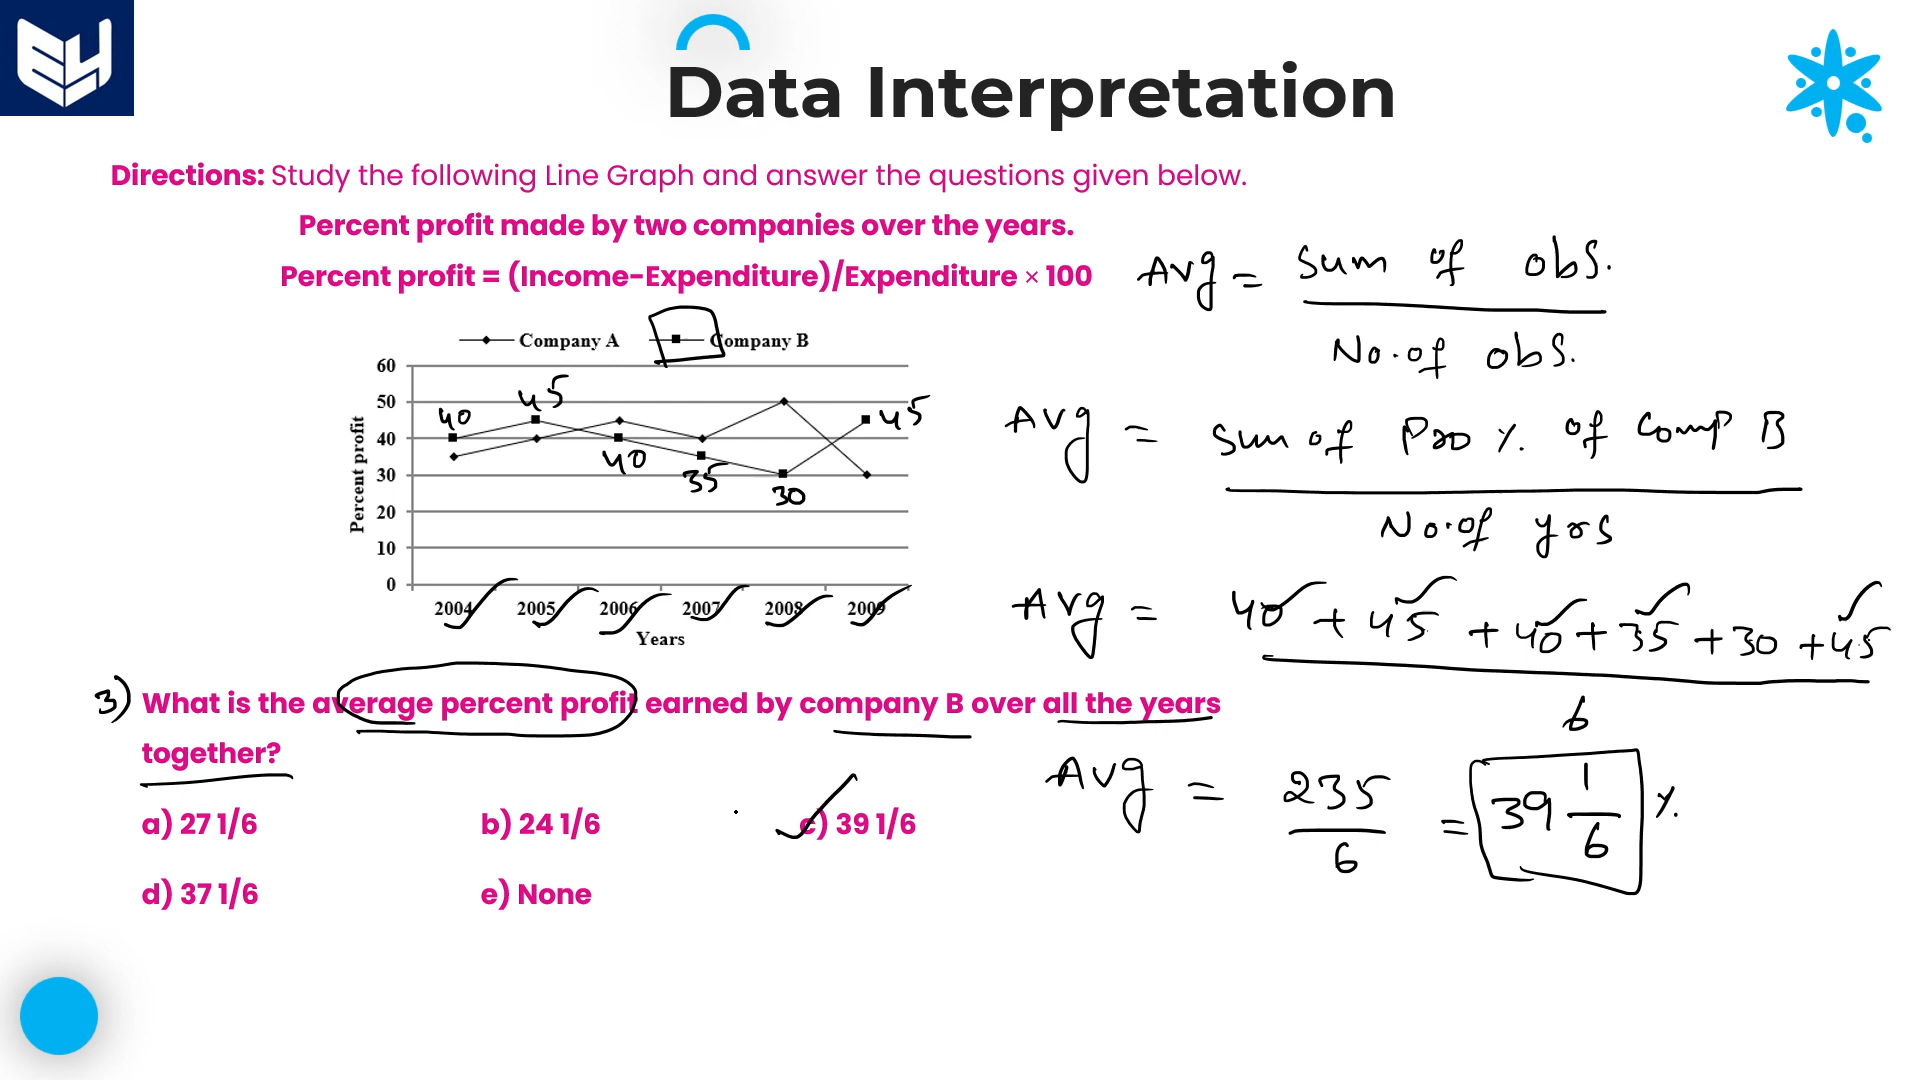 EY
Data Interpretation
Directions: Study the following Line Graph and answer the questions given below.
Percent profit made by two companies over the years.
Percent profit = (Income-Expenditure)/Expenditure × 100
Company A Company B
Percent profit
60
50
40
30
20
10
0
40 45 40 35 30 45
2004 2005 2006 2007 2008 2009
Years
3) What is the average percent profit earned by company B over all the years
together?
a) 27 1/6 b) 24 1/6 c) 39 1/6
d) 37 1/6 e) None
Avg = Sum of obs.
No. of obs.
Avg = Sum of Pro %. of Comp B
No. of yrs
Avg = 40 + 45 + 40 + 35 + 30 + 45
6
Avg = 235/6 = 39 1/6 %.